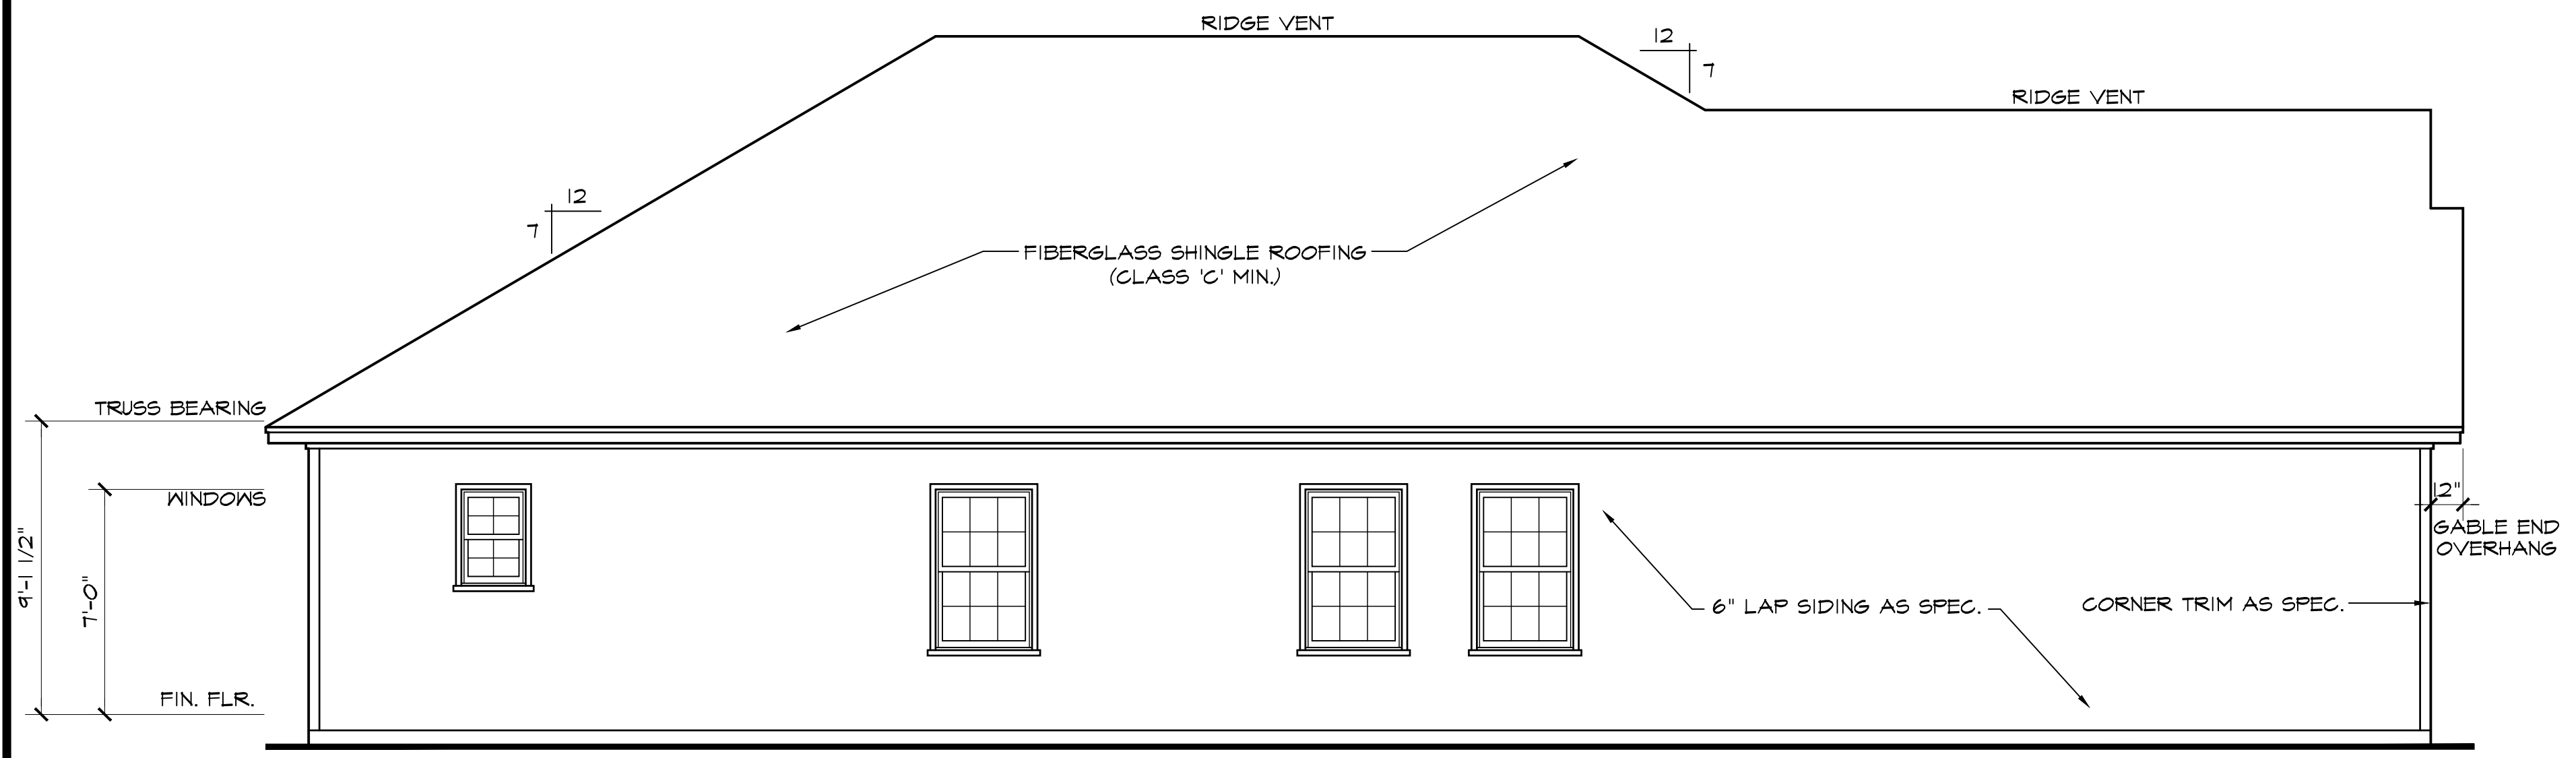 RIDGE VENT
12
7
RIDGE VENT
12
7
FIBERGLASS SHINGLE ROOFING
(CLASS 'C' MIN.)
TRUSS BEARING
WINDOWS
9'-1 1/2"
7'-0"
FIN. FLR.
12"
GABLE END
OVERHANG
6" LAP SIDING AS SPEC.
CORNER TRIM AS SPEC.